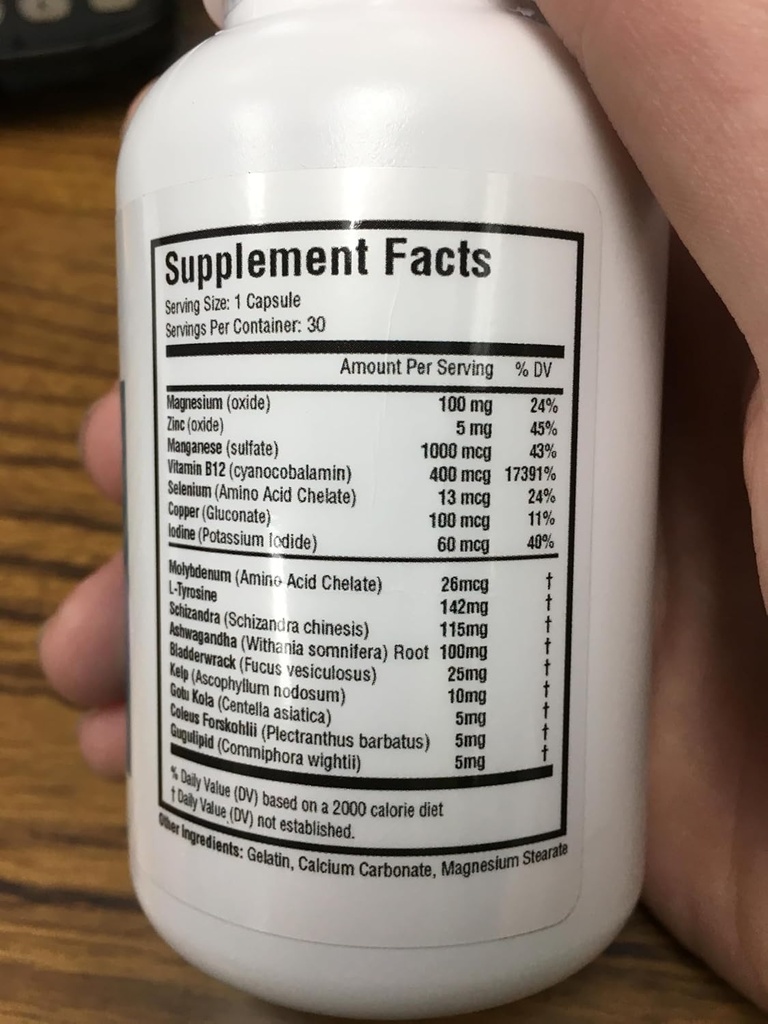 Supplement Facts
Serving Size: 1 Capsule
Servings Per Container: 30
Amount Per Serving % DV
Magnesium (oxide) 100 mg 24%
Zinc (oxide) 5 mg 45%
Manganese (sulfate) 1000 mcg 43%
Vitamin B12 (cyanocobalamin) 400 mcg 17391%
Selenium (Amino Acid Chelate) 13 mcg 24%
Copper (Gluconate) 100 mcg 11%
Iodine (Potassium Iodide) 60 mcg 40%
Molybdenum (Amino Acid Chelate) 26mcg †
L-Tyrosine 142mg †
Schizandra (Schizandra chinesis) 115mg †
Ashwagandha (Withania somnifera) Root 100mg †
Bladderwrack (Fucus vesiculosus) 25mg †
Kelp (Ascophyllum nodosum) 10mg †
Gotu Kola (Centella asiatica) 5mg †
Coleus Forskohlii (Plectranthus barbatus) 5mg †
Gugulipid (Commiphora wightii) 5mg †
% Daily Value (DV) based on a 2000 calorie diet
† Daily Value (DV) not established.
Other Ingredients: Gelatin, Calcium Carbonate, Magnesium Stearate